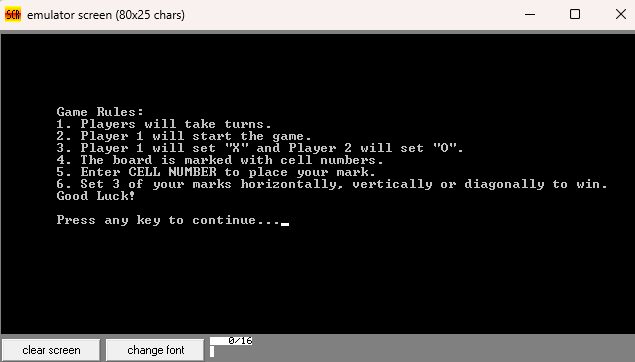 emulator screen (80x25 chars)
Game Rules:
1. Players will take turns.
2. Player 1 will start the game.
3. Player 1 will set "X" and Player 2 will set "O".
4. The board is marked with cell numbers.
5. Enter CELL NUMBER to place your mark.
6. Set 3 of your marks horizontally, vertically or diagonally to win.
Good Luck!
Press any key to continue...
clear screen
change font
0/16